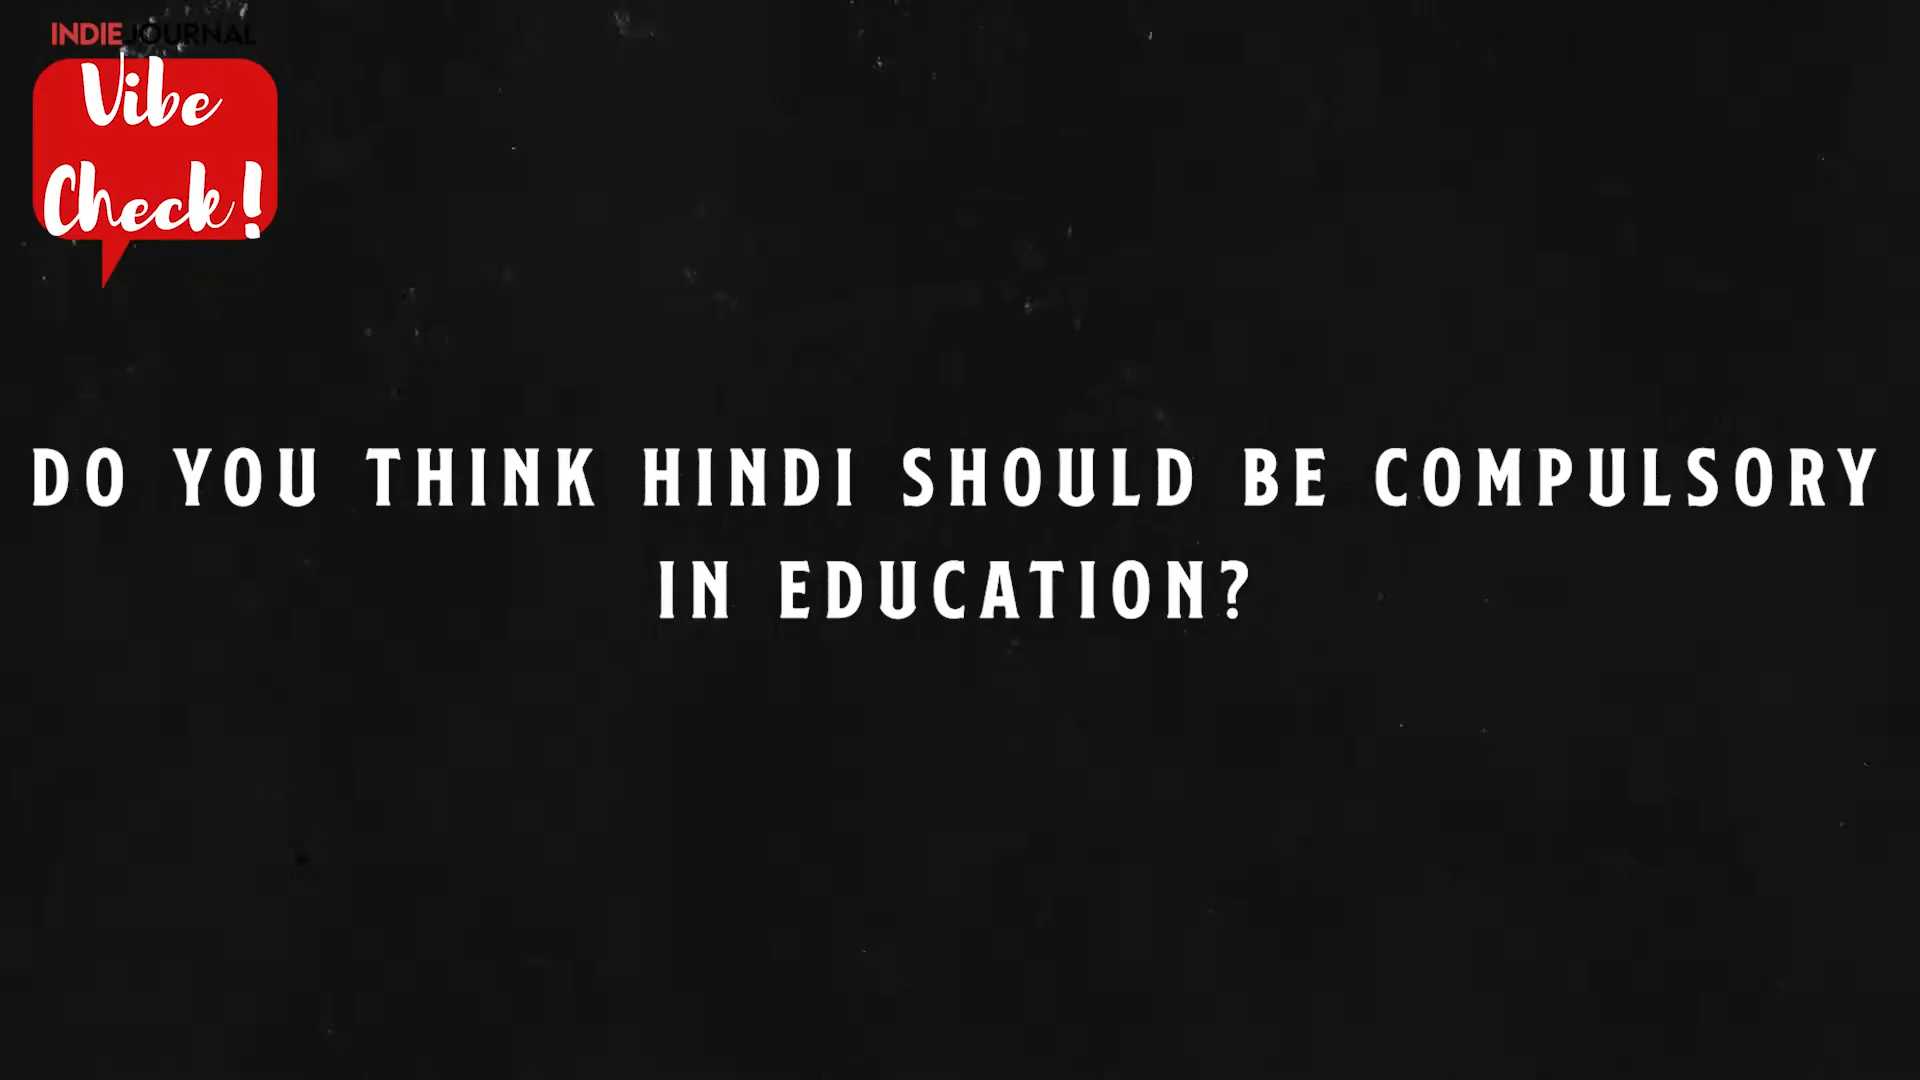 INDIEJOURNAL
Vibe
Check!
DO YOU THINK HINDI SHOULD BE COMPULSORY
IN EDUCATION?